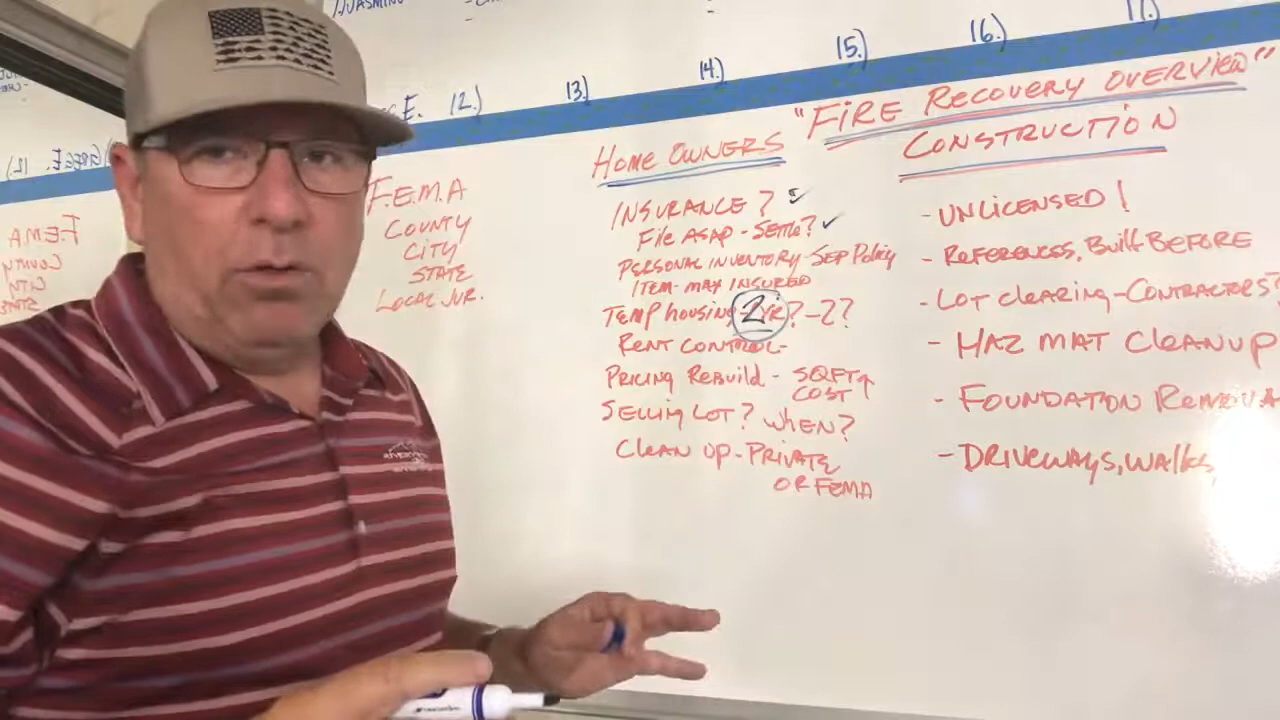 12.) 13) 14.) 15.) 16.) 17.
"FIRE RECOVERY OVERVIEW"
CONSTRUCTION
F.E.M.A
COUNTY
CITY
STATE
LOCAL JUR.
HOME OWNERS
INSURANCE?
FILE ASAP - SETTLE?
PERSONAL INVENTORY - SEP POLICY
ITEM - MAX INSURED
TEMP HOUSING 2 YR? - 2?
RENT CONTROL -
PRICING REBUILD - SQFT↑
COST↑
SELLING LOT? WHEN?
CLEAN UP - PRIVATE
OR FEMA
- UNLICENSED!
- REFERENCES, BUILT BEFORE
- LOT CLEARING - CONTRACTORS?
- HAZ MAT CLEANUP
- FOUNDATION REMOVA
- DRIVEWAYS, WALKS,